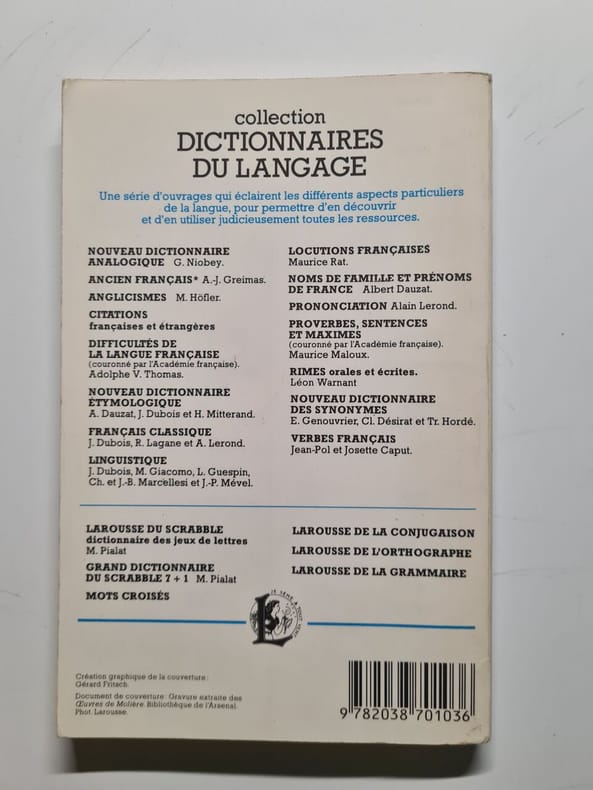 collection
DICTIONNAIRES
DU LANGAGE
Une série d'ouvrages qui éclairent les différents aspects particuliers
de la langue, pour permettre d'en découvrir
et d'en utiliser judicieusement toutes les ressources.
NOUVEAU DICTIONNAIRE
ANALOGIQUE G. Niobey.
ANCIEN FRANÇAIS* A.-J. Greimas.
ANGLICISMES M. Höfler.
CITATIONS
françaises et étrangères
DIFFICULTÉS DE
LA LANGUE FRANÇAISE
(couronné par l'Académie française).
Adolphe V. Thomas.
NOUVEAU DICTIONNAIRE
ÉTYMOLOGIQUE
A. Dauzat, J. Dubois et H. Mitterand.
FRANÇAIS CLASSIQUE
J. Dubois, R. Lagane et A. Lerond.
LINGUISTIQUE
J. Dubois, M. Giacomo, L. Guespin,
Ch. et J.-B. Marcellesi et J.-P. Mével.
LOCUTIONS FRANÇAISES
Maurice Rat.
NOMS DE FAMILLE ET PRÉNOMS
DE FRANCE Albert Dauzat.
PRONONCIATION Alain Lerond.
PROVERBES, SENTENCES
ET MAXIMES
(couronné par l'Académie française).
Maurice Maloux.
RIMES orales et écrites.
Léon Warnant
NOUVEAU DICTIONNAIRE
DES SYNONYMES
E. Genouvrier, Cl. Désirat et Tr. Hordé.
VERBES FRANÇAIS
Jean-Pol et Josette Caput.
LAROUSSE DU SCRABBLE
dictionnaire des jeux de lettres
M. Pialat
GRAND DICTIONNAIRE
DU SCRABBLE 7 + 1 M. Pialat
MOTS CROISÉS
LAROUSSE DE LA CONJUGAISON
LAROUSSE DE L'ORTHOGRAPHE
LAROUSSE DE LA GRAMMAIRE
JE SÈME À TOUT VENT
L
Création graphique de la couverture :
Gérard Fritsch.
Document de couverture : Gravure extraite des
Œuvres de Molière. Bibliothèque de l'Arsenal.
Phot. Larousse.
9 782038 701036